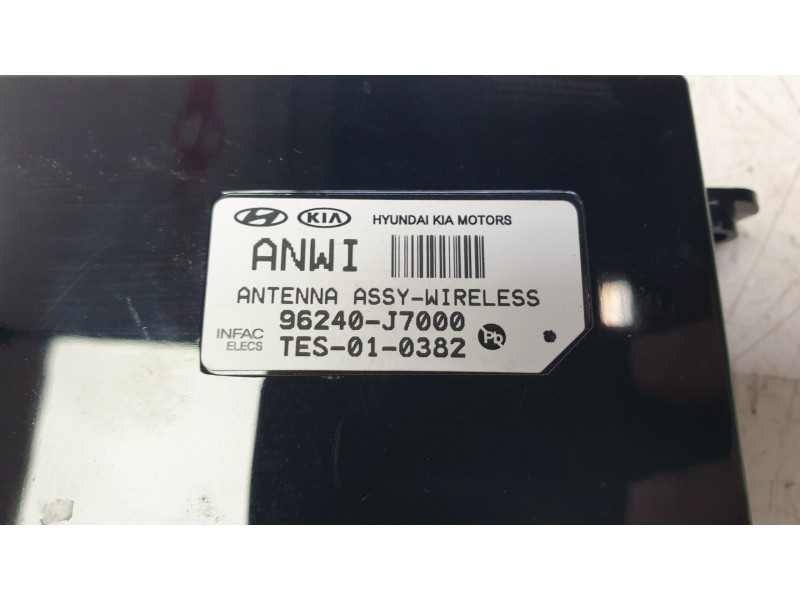 KIA HYUNDAI KIA MOTORS
ANWI
ANTENNA ASSY-WIRELESS
96240-J7000
INFAC ELECS
TES-01-0382
Pb